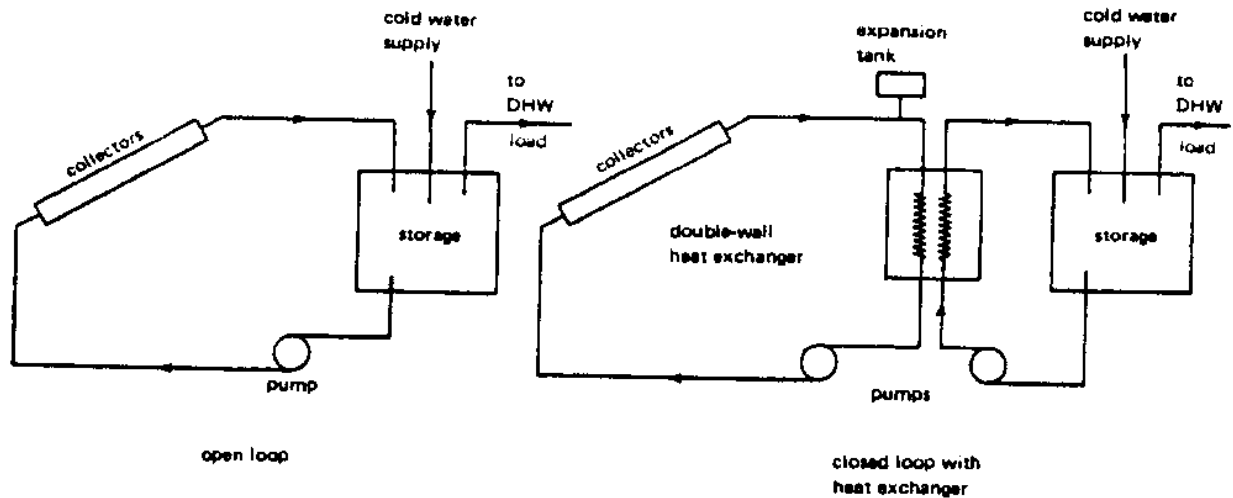 cold water
supply
to
DHW
load
collectors
storage
pump
open loop
expansion
tank
cold water
supply
to
DHW
load
collectors
double-wall
heat exchanger
storage
pumps
closed loop with
heat exchanger